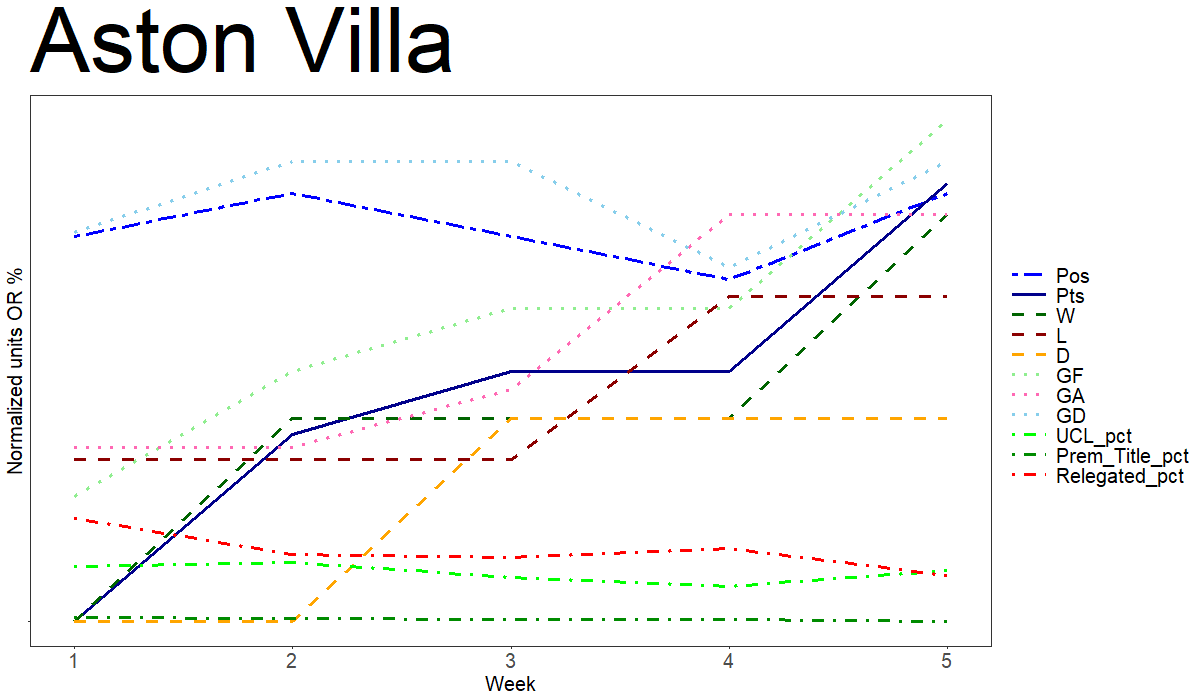 Aston Villa
Normalized units OR %
Pos
Pts
W
L
D
GF
GA
GD
UCL_pct
Prem_Title_pct
Relegated_pct
1 2 3 4 5
Week